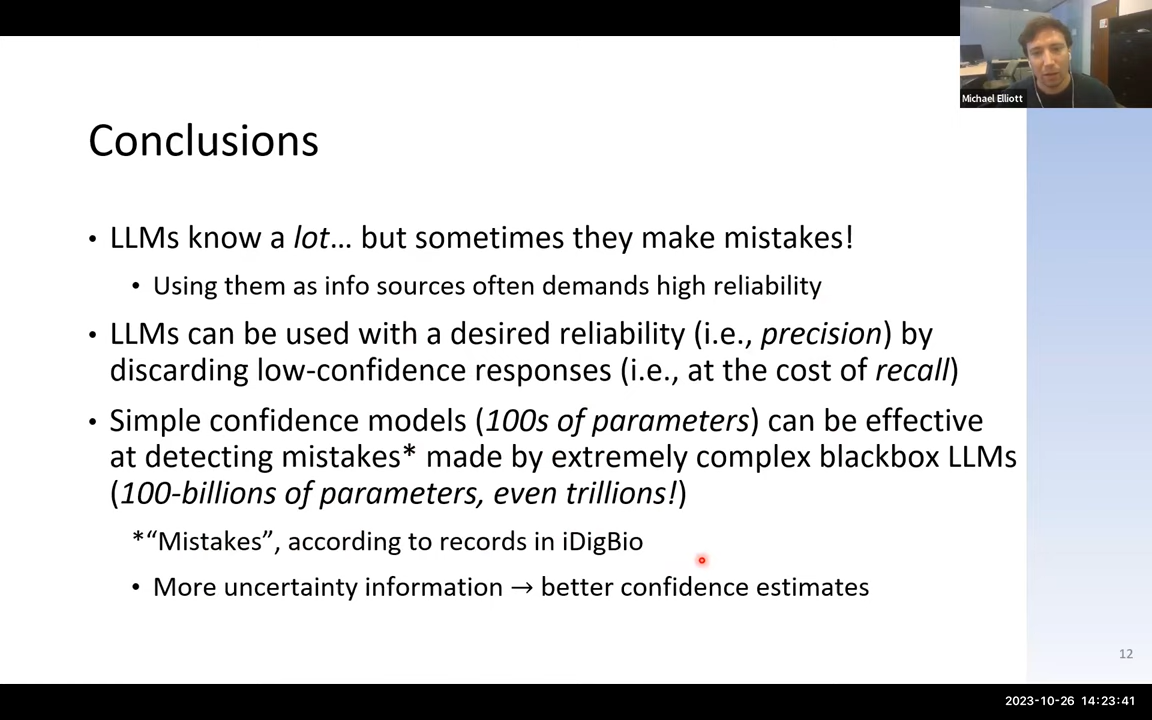 Michael Elliott
Conclusions
• LLMs know a lot... but sometimes they make mistakes!
• Using them as info sources often demands high reliability
• LLMs can be used with a desired reliability (i.e., precision) by
discarding low-confidence responses (i.e., at the cost of recall)
• Simple confidence models (100s of parameters) can be effective
at detecting mistakes* made by extremely complex blackbox LLMs
(100-billions of parameters, even trillions!)
*“Mistakes”, according to records in iDigBio
• More uncertainty information → better confidence estimates
12
2023-10-26 14:23:41